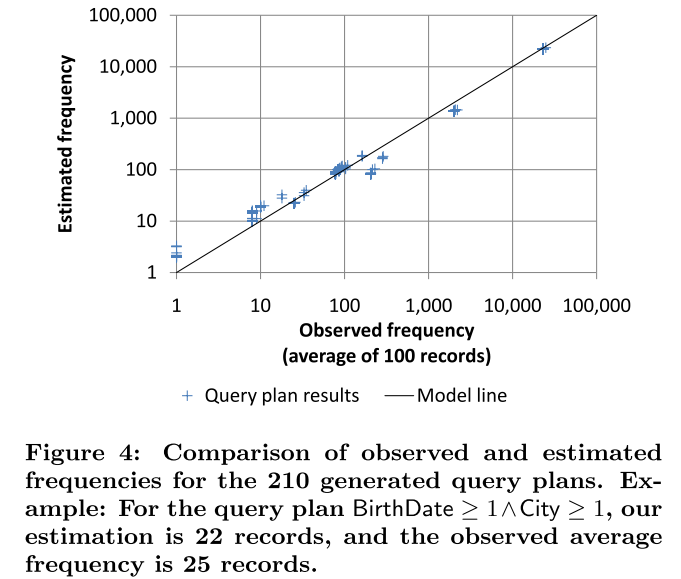 100,000
10,000
1,000
100
10
1
Estimated frequency
1 10 100 1,000 10,000 100,000
Observed frequency
(average of 100 records)
Query plan results Model line
Figure 4: Comparison of observed and estimated
frequencies for the 210 generated query plans. Ex-
ample: For the query plan BirthDate ≥ 1∧City ≥ 1, our
estimation is 22 records, and the observed average
frequency is 25 records.